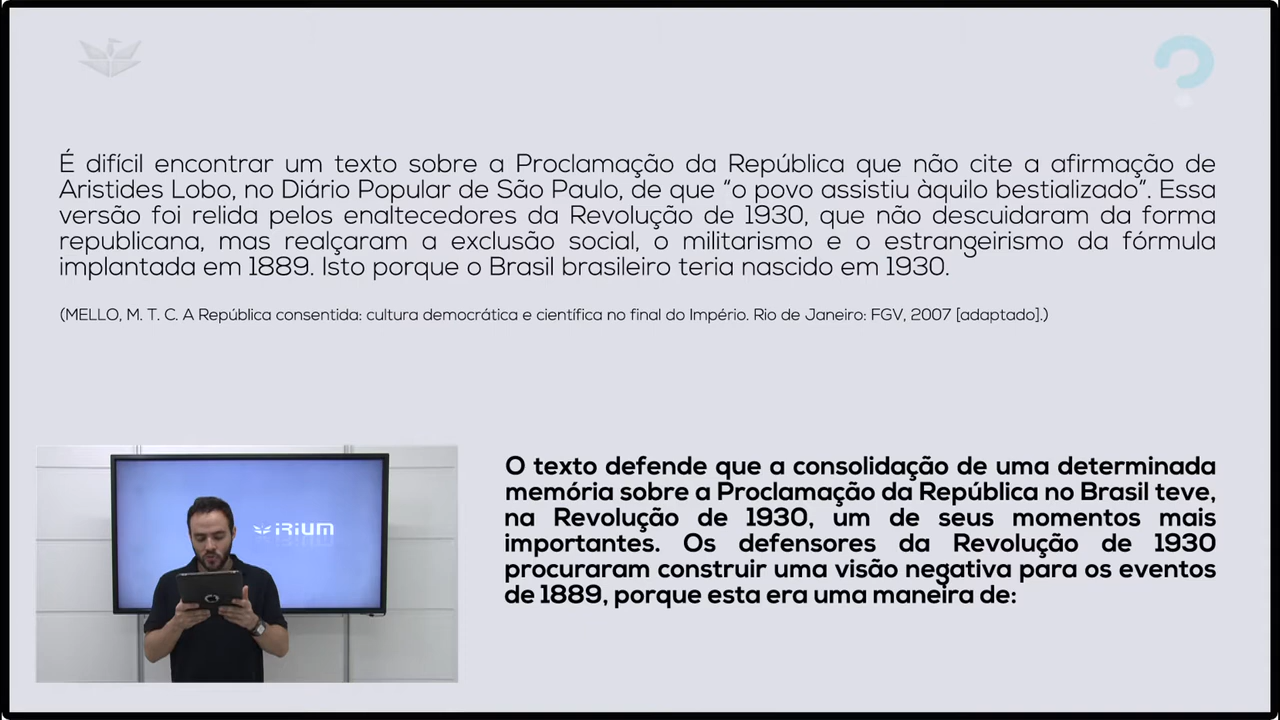 É difícil encontrar um texto sobre a Proclamação da República que não cite a afirmação de
Aristides Lobo, no Diário Popular de São Paulo, de que “o povo assistiu àquilo bestializado”. Essa
versão foi relida pelos enaltecedores da Revolução de 1930, que não descuidaram da forma
republicana, mas realçaram a exclusão social, o militarismo e o estrangeirismo da fórmula
implantada em 1889. Isto porque o Brasil brasileiro teria nascido em 1930.
(MELLO, M. T. C. A República consentida: cultura democrática e científica no final do Império. Rio de Janeiro: FGV, 2007 [adaptado].)
O texto defende que a consolidação de uma determinada
memória sobre a Proclamação da República no Brasil teve,
na Revolução de 1930, um de seus momentos mais
importantes. Os defensores da Revolução de 1930
procuraram construir uma visão negativa para os eventos
de 1889, porque esta era uma maneira de:
iRiUM